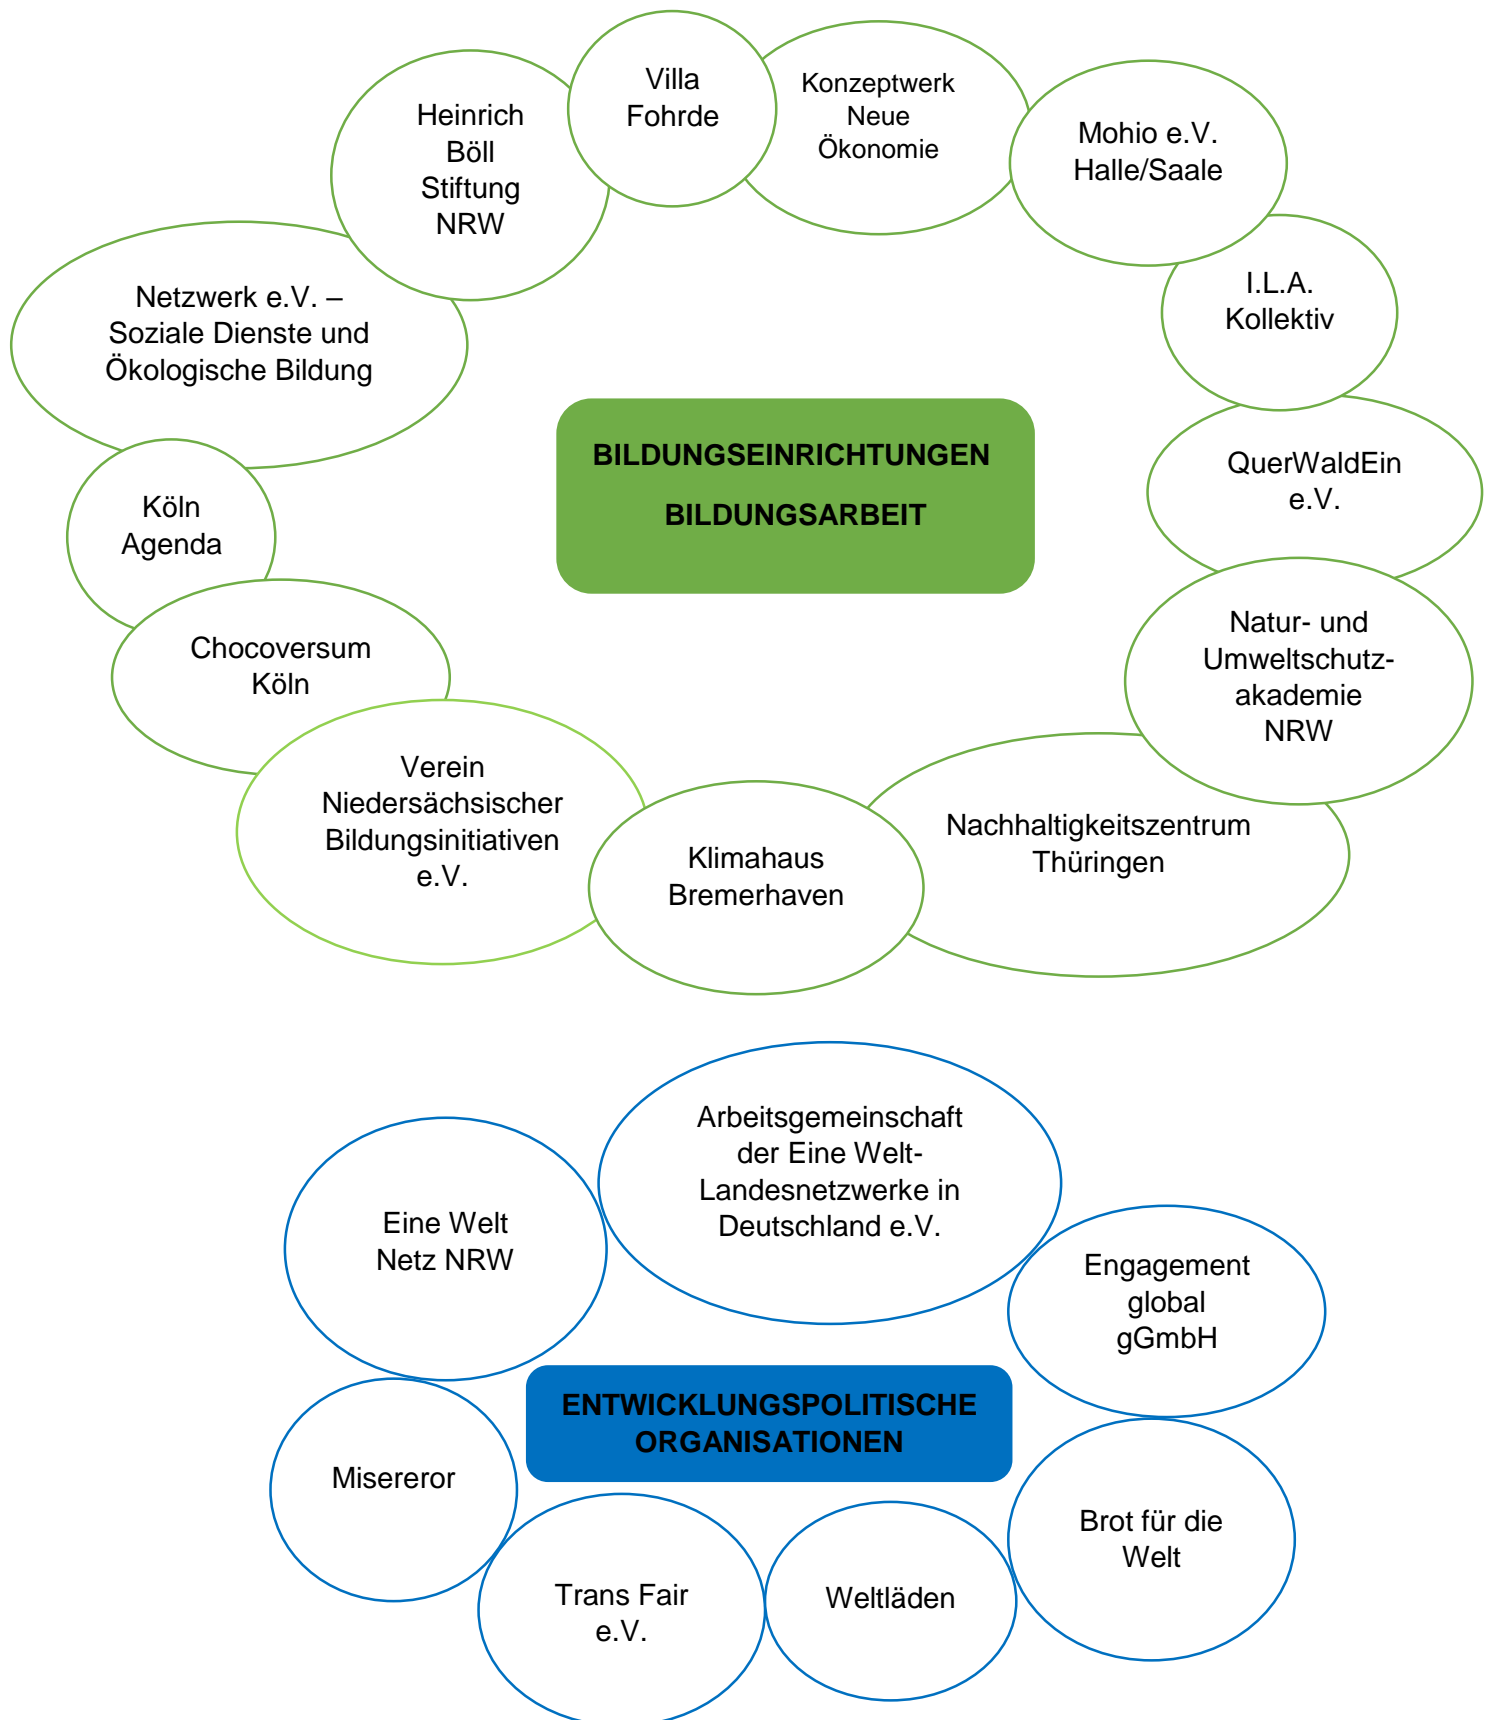 Villa
Fohrde
Konzeptwerk
Neue
Ökonomie
Heinrich
Böll
Stiftung
NRW
Mohio e.V.
Halle/Saale
I.L.A.
Kollektiv
Netzwerk e.V. –
Soziale Dienste und
Ökologische Bildung
BILDUNGSEINRICHTUNGEN
BILDUNGSARBEIT
QuerWaldEin
e.V.
Köln
Agenda
Natur- und
Umweltschutz-
akademie
NRW
Chocoversum
Köln
Verein
Niedersächsischer
Bildungsinitiativen
e.V.
Klimahaus
Bremerhaven
Nachhaltigkeitszentrum
Thüringen
Arbeitsgemeinschaft
der Eine Welt-
Landesnetzwerke in
Deutschland e.V.
Eine Welt
Netz NRW
Engagement
global
gGmbH
ENTWICKLUNGSPOLITISCHE
ORGANISATIONEN
Misereror
Brot für die
Welt
Trans Fair
e.V.
Weltläden